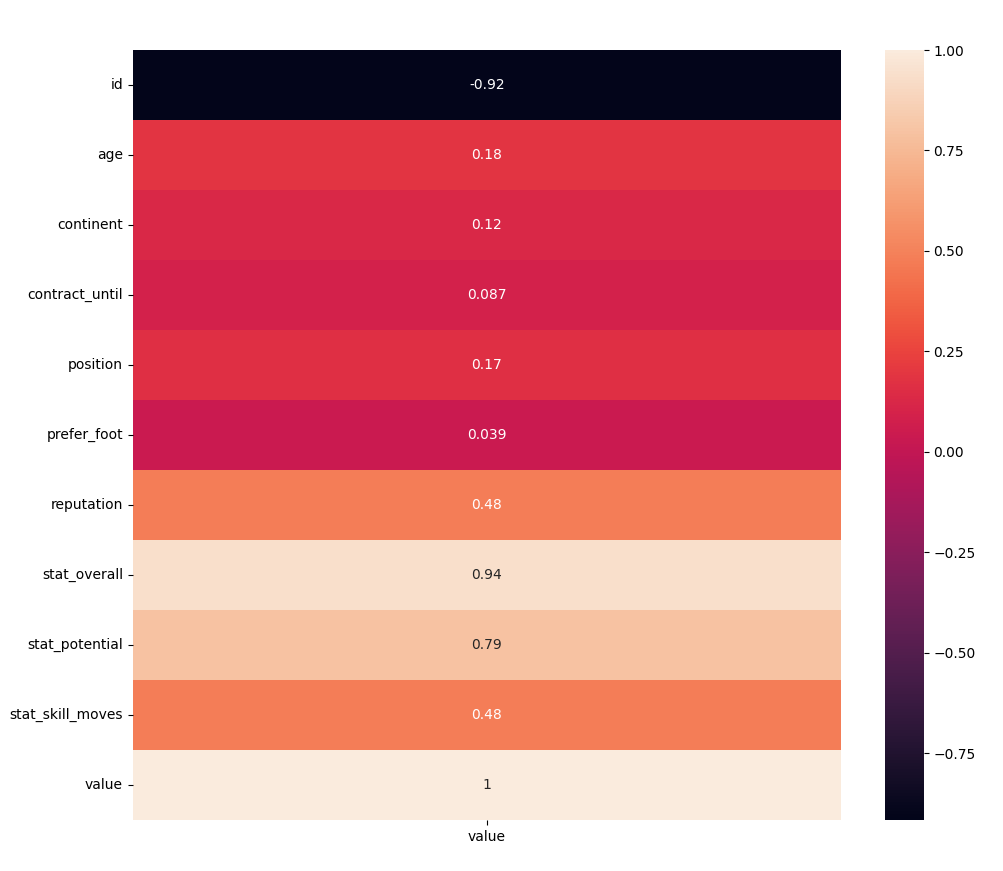 id -0.92
age 0.18
continent 0.12
contract_until 0.087
position 0.17
prefer_foot 0.039
reputation 0.48
stat_overall 0.94
stat_potential 0.79
stat_skill_moves 0.48
value 1
value
1.00
0.75
0.50
0.25
0.00
−0.25
−0.50
−0.75